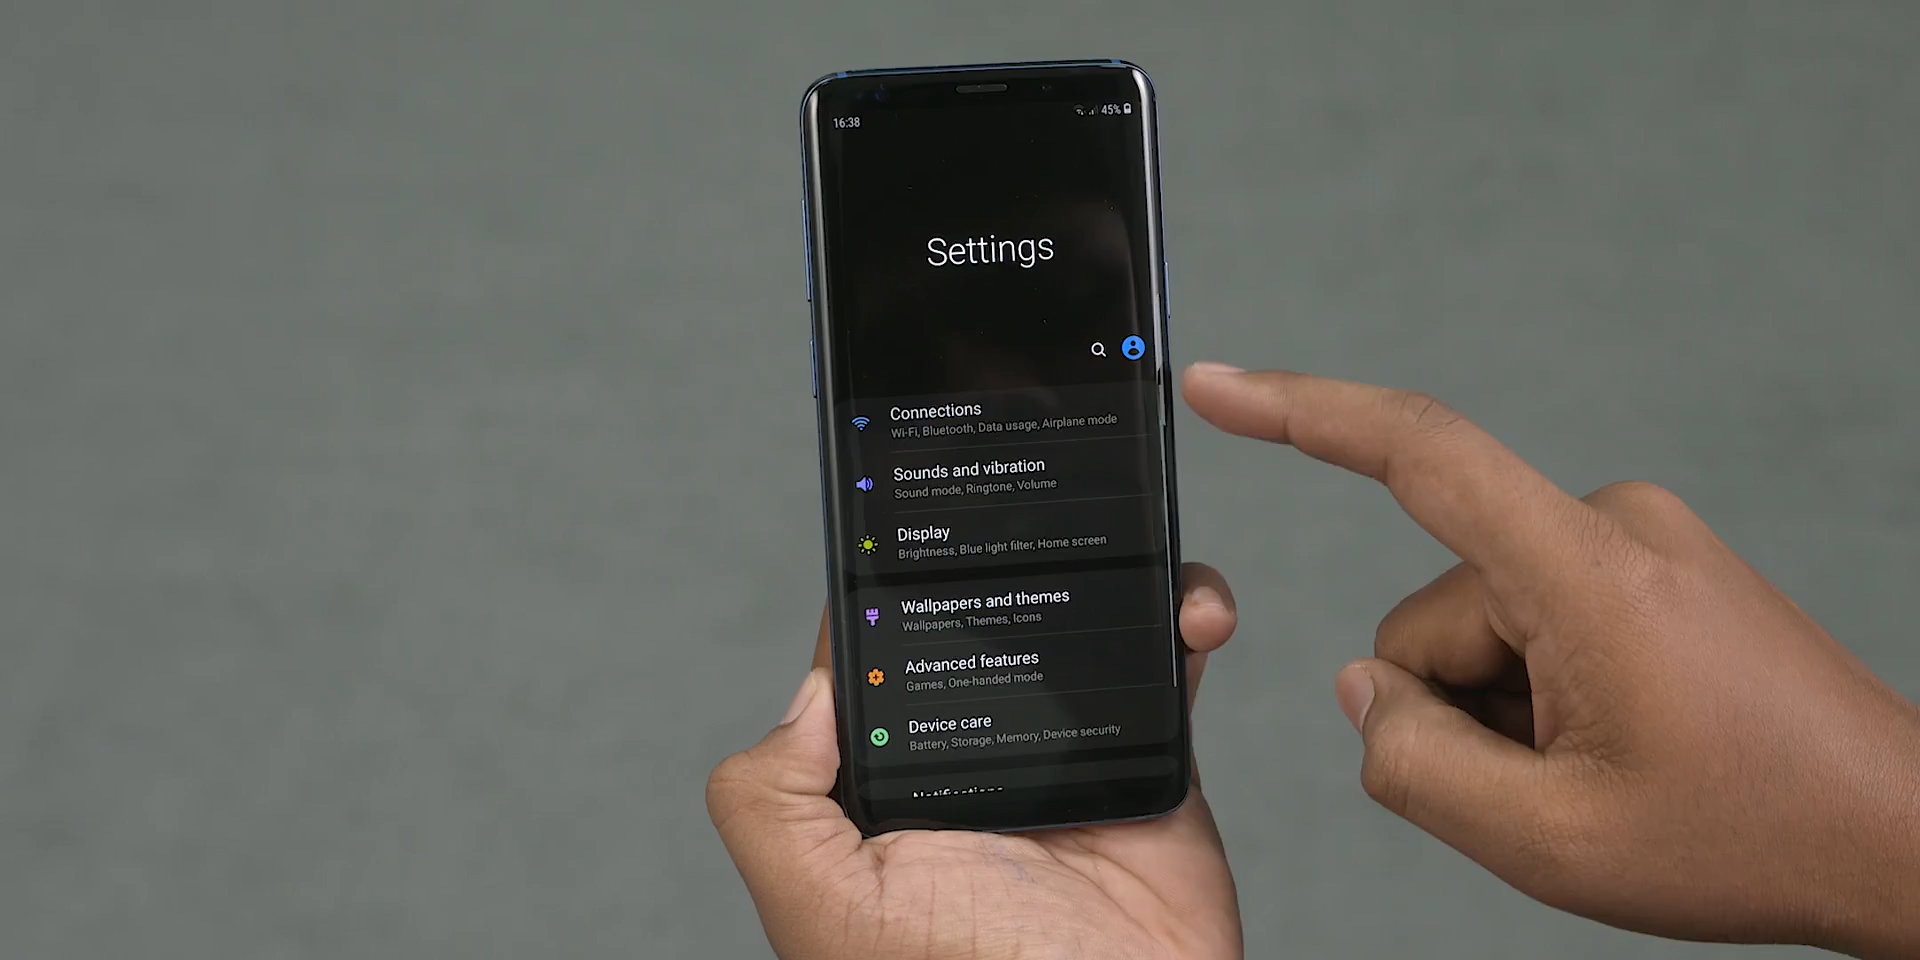 16:38
45%
Settings
Connections
Wi-Fi, Bluetooth, Data usage, Airplane mode
Sounds and vibration
Sound mode, Ringtone, Volume
Display
Brightness, Blue light filter, Home screen
Wallpapers and themes
Wallpapers, Themes, Icons
Advanced features
Games, One-handed mode
Device care
Battery, Storage, Memory, Device security
Notifications